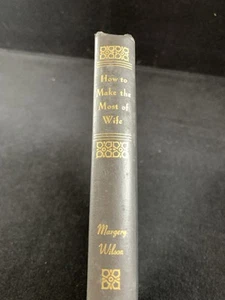 How to
Make the
Most of
Wife
Margery
Wilson